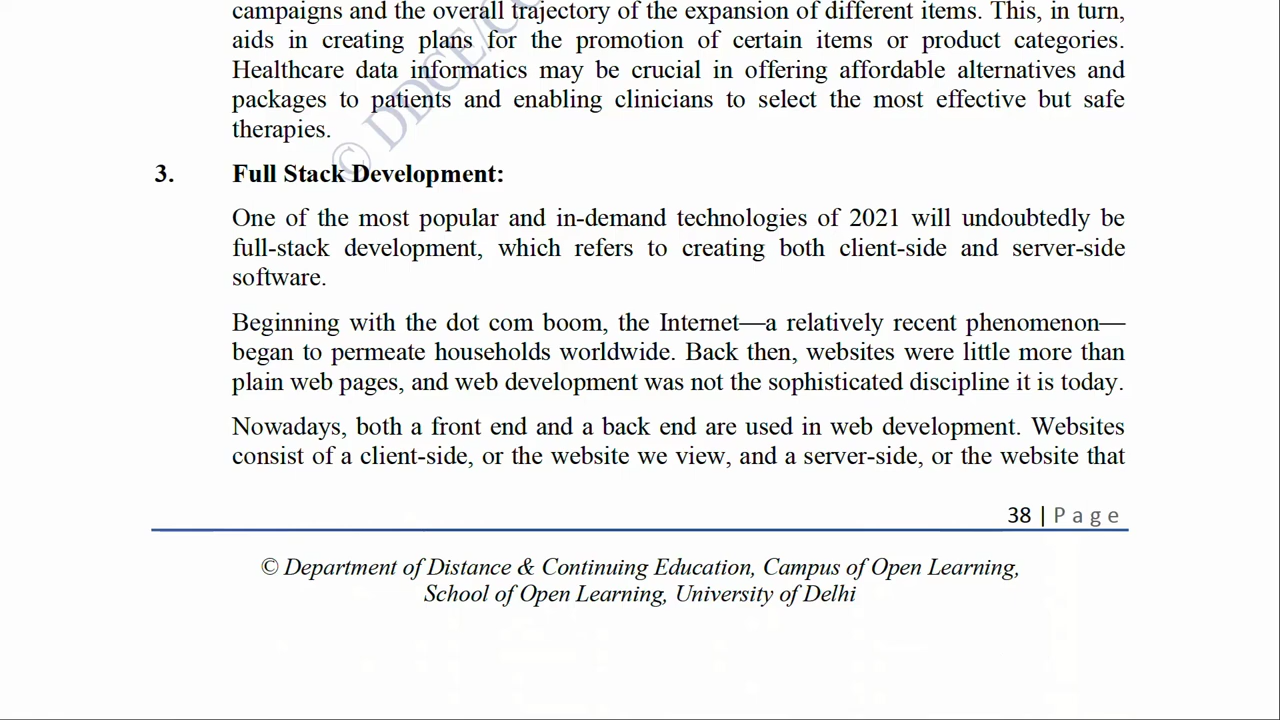 campaigns and the overall trajectory of the expansion of different items. This, in turn,
aids in creating plans for the promotion of certain items or product categories.
Healthcare data informatics may be crucial in offering affordable alternatives and
packages to patients and enabling clinicians to select the most effective but safe
therapies.
3. Full Stack Development:
One of the most popular and in-demand technologies of 2021 will undoubtedly be
full-stack development, which refers to creating both client-side and server-side
software.
Beginning with the dot com boom, the Internet—a relatively recent phenomenon—
began to permeate households worldwide. Back then, websites were little more than
plain web pages, and web development was not the sophisticated discipline it is today.
Nowadays, both a front end and a back end are used in web development. Websites
consist of a client-side, or the website we view, and a server-side, or the website that
38 | Page
© Department of Distance & Continuing Education, Campus of Open Learning,
School of Open Learning, University of Delhi
© DDCE/